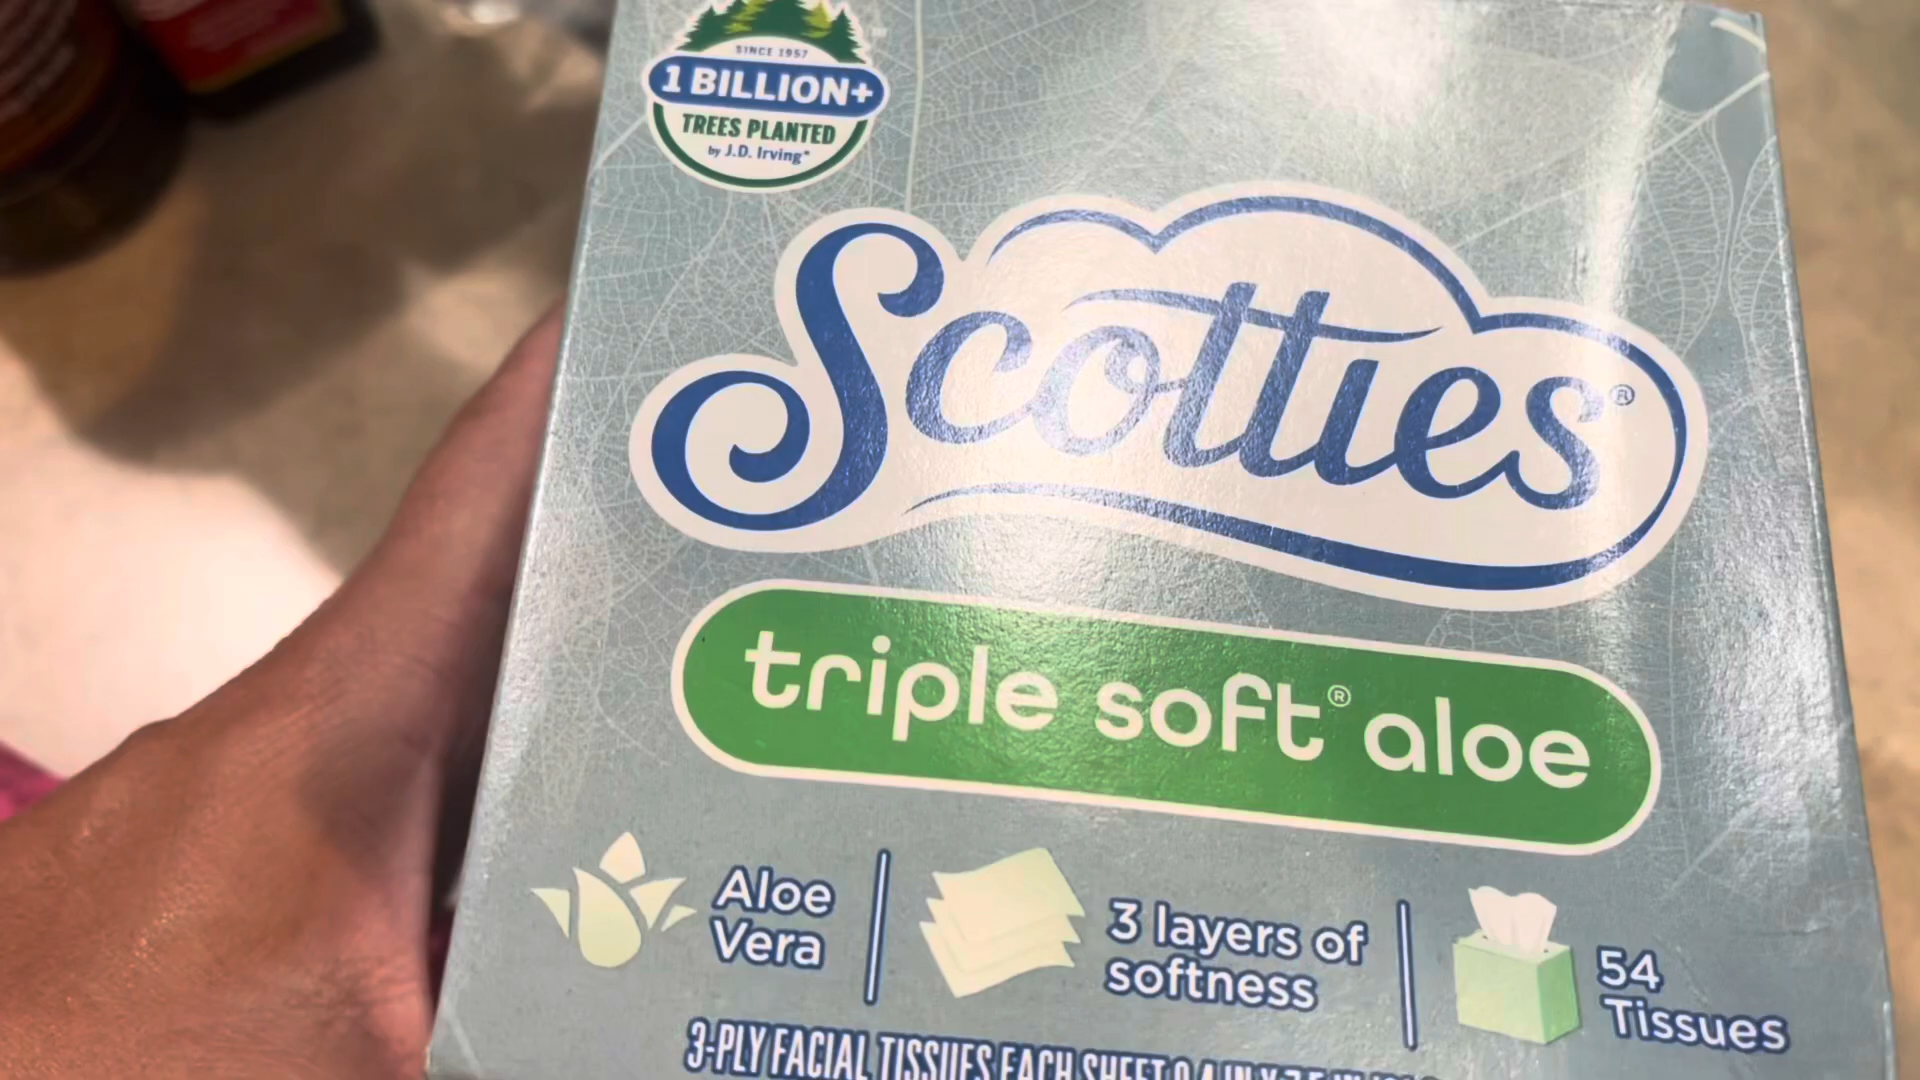 SINCE 1957
1 BILLION+
TREES PLANTED
by J.D. Irving*
Scotties®
triple soft® aloe
Aloe
Vera
3 layers of
softness
54
Tissues
3-PLY FACIAL TISSUES EACH SHEET